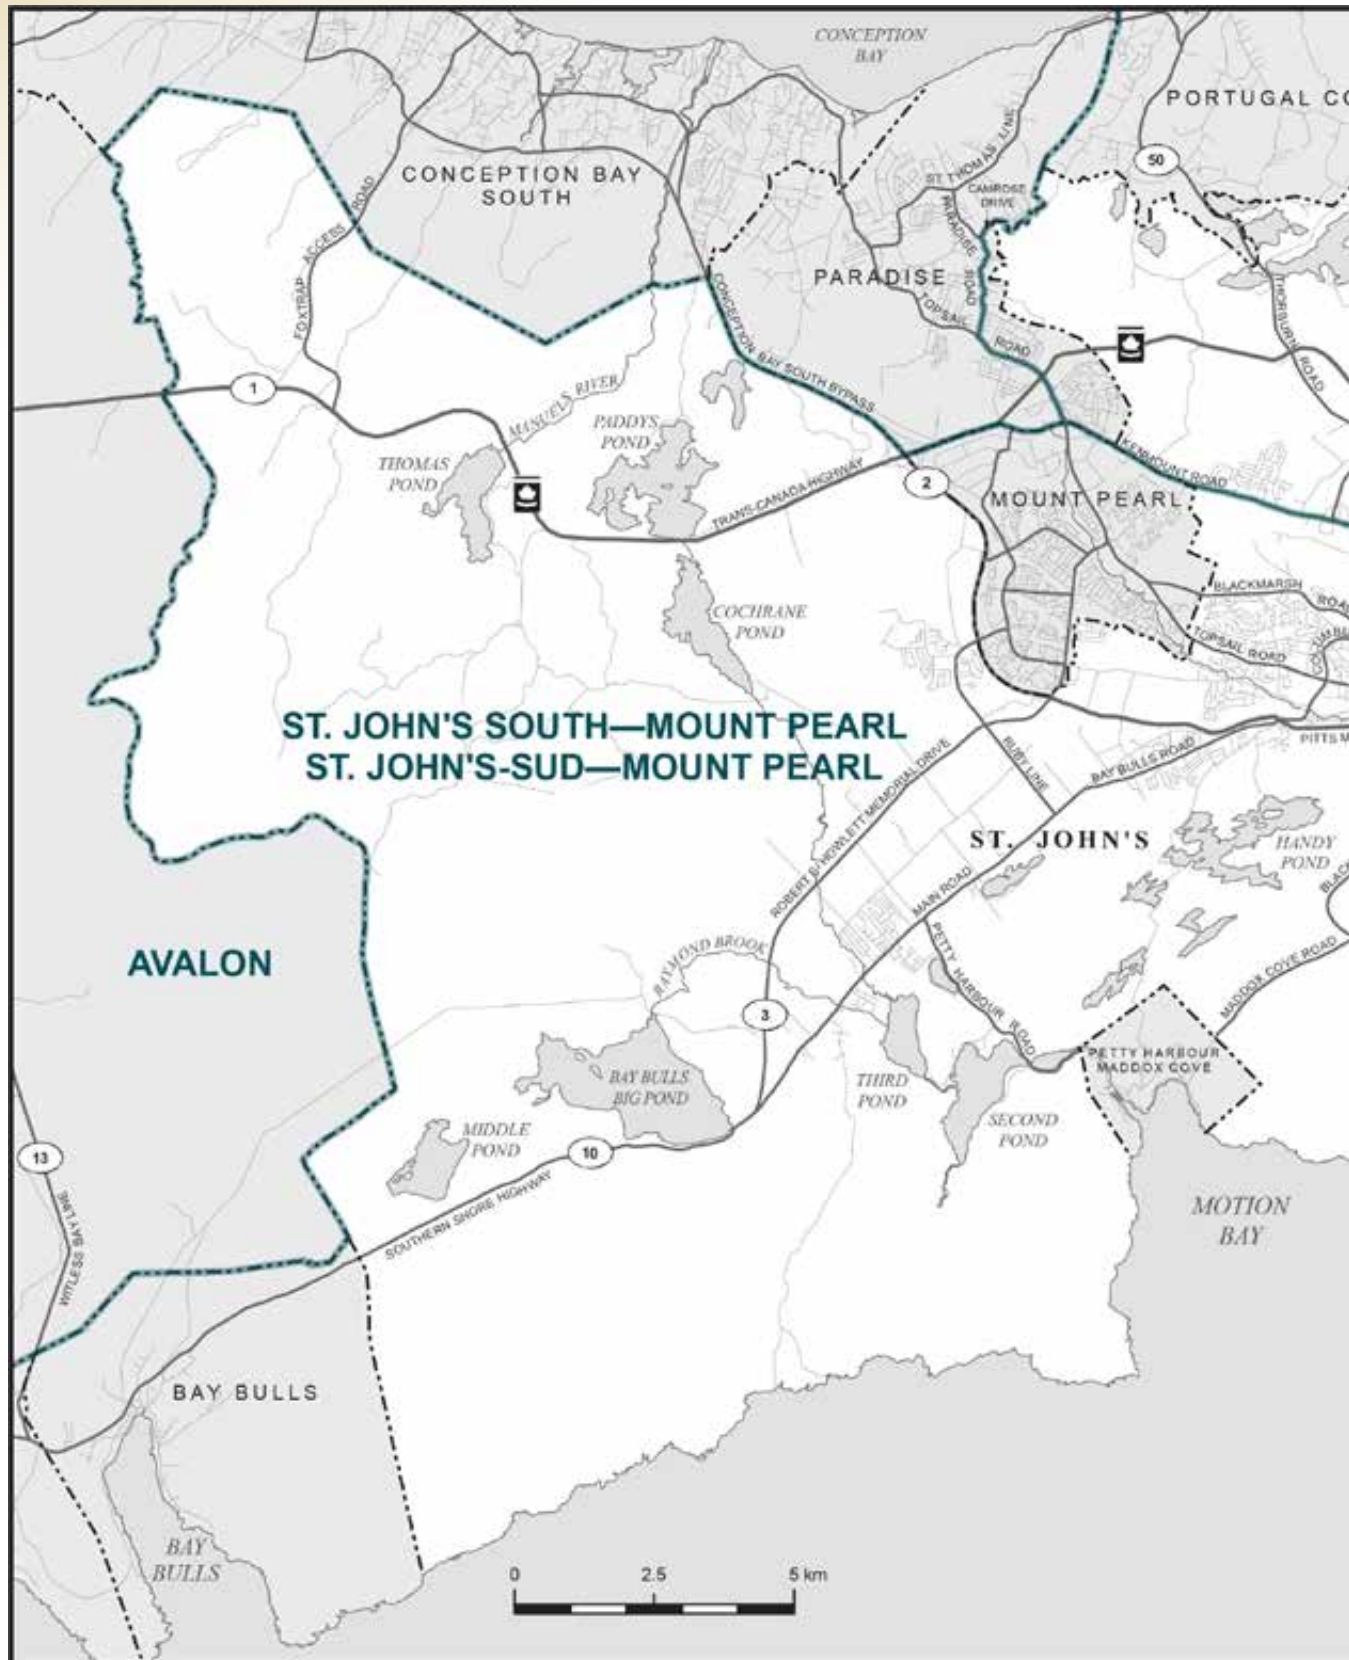 CONCEPTION
BAY
PORTUGAL CO
50
ST THOMAS LINE
CAMROSE
DRIVE
CONCEPTION BAY
SOUTH
PARADISE ROAD
PARADISE
TOPSAIL ROAD
THORBURN ROAD
FOXTRAP ACCESS ROAD
CONCEPTION BAY SOUTH BYPASS
1
MANUELS RIVER
PADDYS
POND
THOMAS
POND
TRANS-CANADA HIGHWAY
2
KENMOUNT ROAD
MOUNT PEARL
BLACKMARSH ROAD
COCHRANE
POND
TOPSAIL ROAD
ST. JOHN'S SOUTH—MOUNT PEARL
ST. JOHN'S-SUD—MOUNT PEARL
RUBY LINE
BAY BULLS ROAD
PITTS M
ROBERT E HOWLETT MEMORIAL DRIVE
ST. JOHN'S
HANDY
POND
BLACK
MAIN ROAD
AVALON
RAYMOND BROOK
PETTY HARBOUR ROAD
MADDOX COVE ROAD
3
PETTY HARBOUR
MADDOX COVE
BAY BULLS
BIG POND
THIRD
POND
SECOND
POND
MIDDLE
POND
13
10
WITLESS BAY LINE
SOUTHERN SHORE HIGHWAY
MOTION
BAY
BAY BULLS
BAY
BULLS
0 2.5 5 km